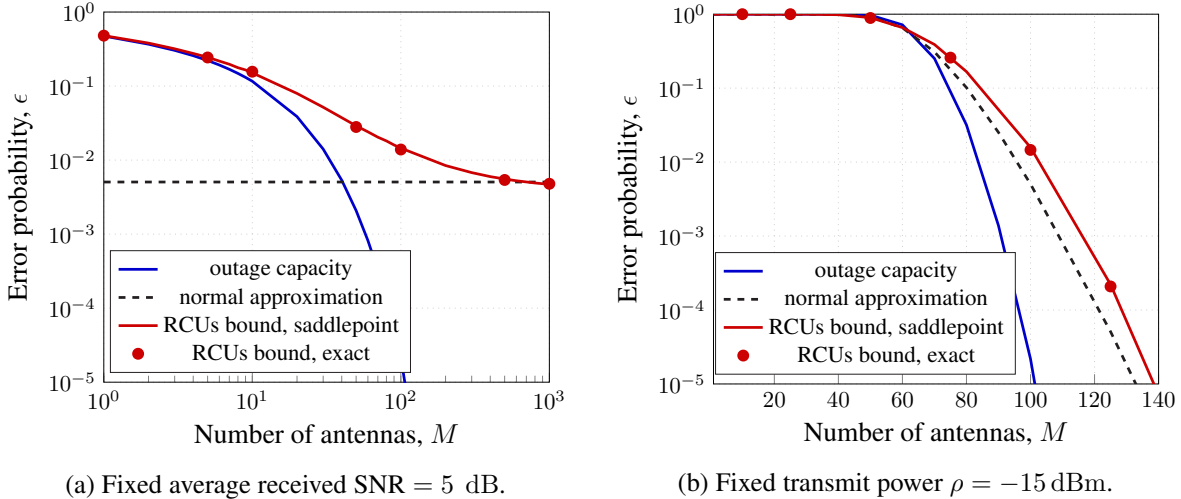 10^0
10^-1
10^-2
10^-3
10^-4
10^-5
Error probability, ϵ
outage capacity
normal approximation
RCUs bound, saddlepoint
RCUs bound, exact
10^0 10^1 10^2 10^3
Number of antennas, M
(a) Fixed average received SNR = 5 dB.
10^0
10^-1
10^-2
10^-3
10^-4
10^-5
Error probability, ϵ
outage capacity
normal approximation
RCUs bound, saddlepoint
RCUs bound, exact
20 40 60 80 100 120 140
Number of antennas, M
(b) Fixed transmit power ρ = −15 dBm.